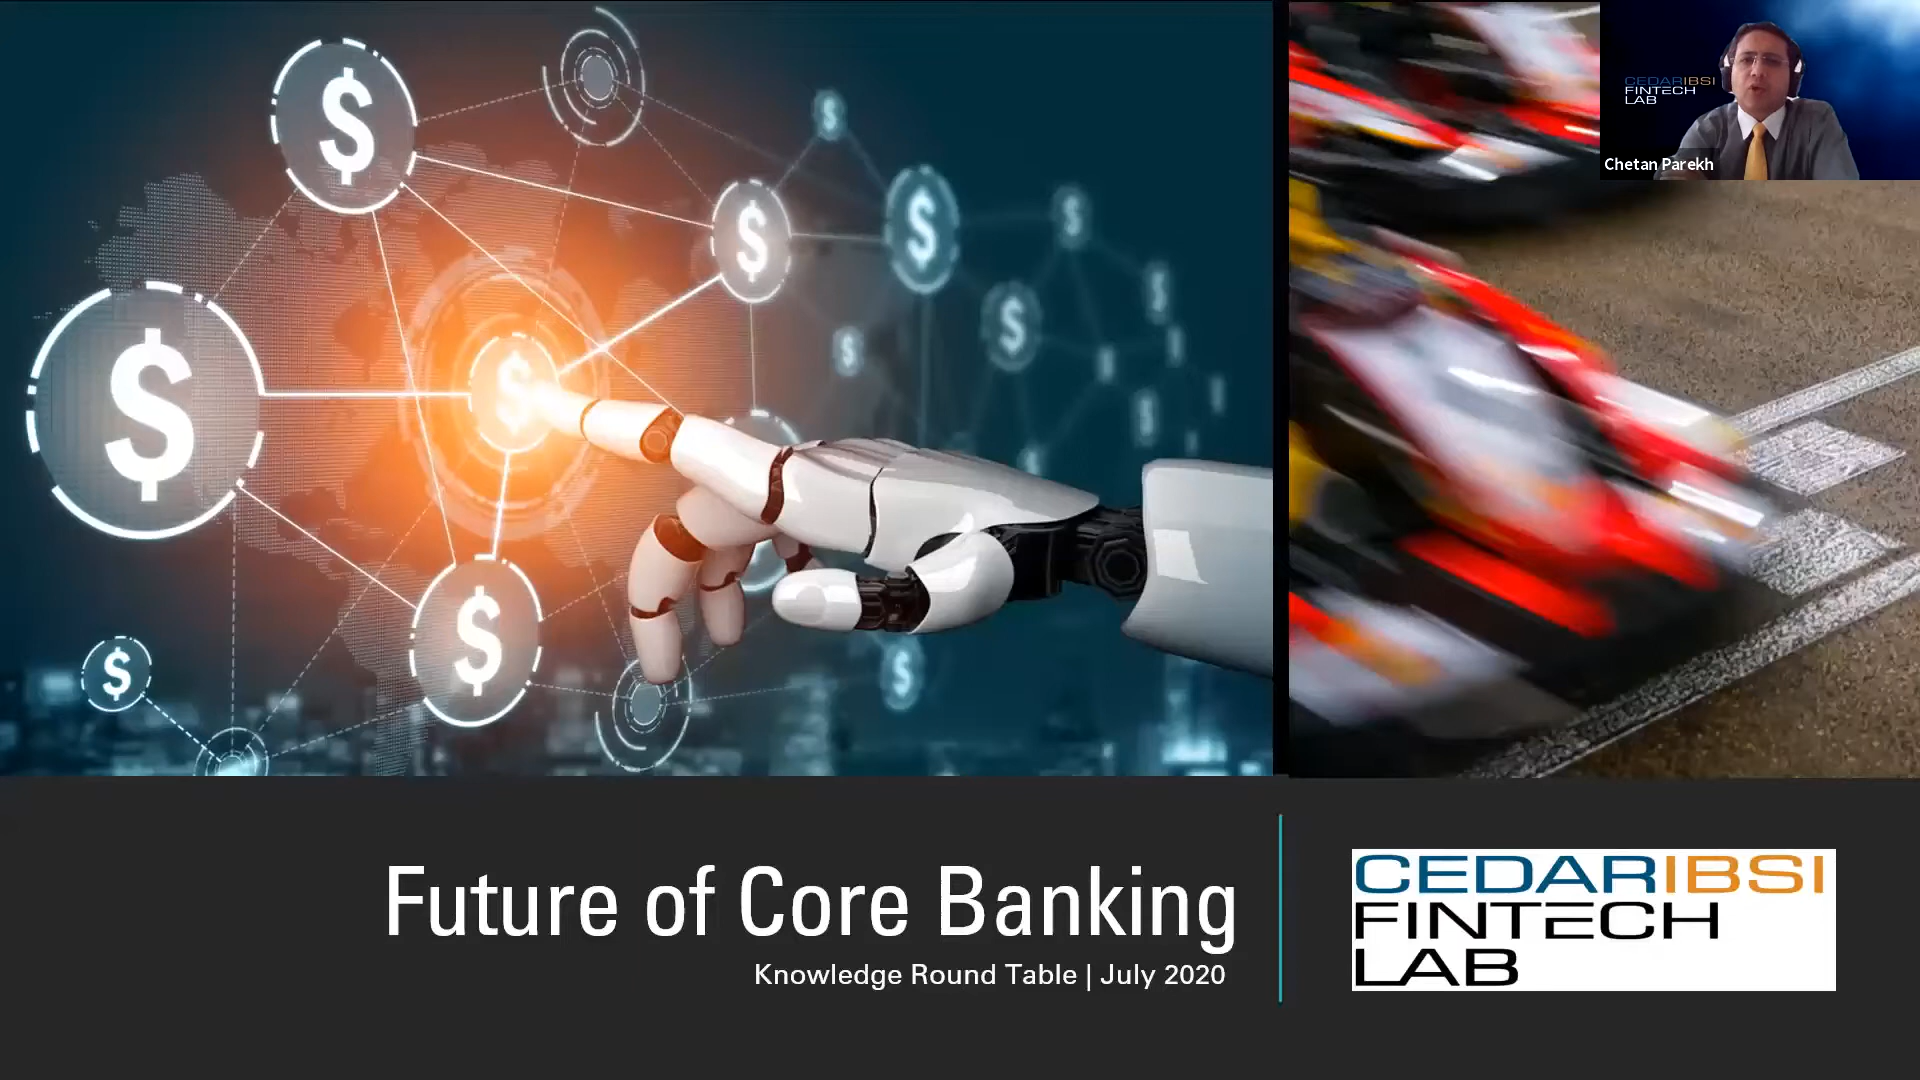 CEDARIBSI
FINTECH
LAB
Chetan Parekh
$
$
$
$
$
$
$
$
$
$
$
$
$
Future of Core Banking
Knowledge Round Table | July 2020
CEDARIBSI
FINTECH
LAB